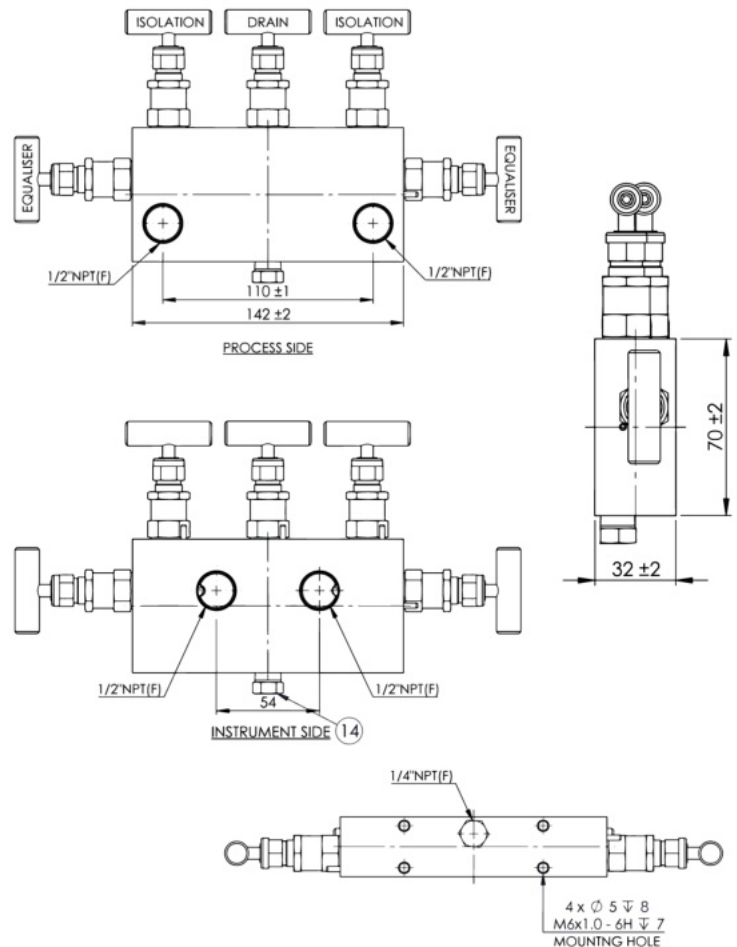 ISOLATION
DRAIN
ISOLATION
EQUALISER
EQUALISER
1/2"NPT(F)
1/2"NPT(F)
110 ±1
142 ±2
PROCESS SIDE
70 ±2
32 ±2
1/2"NPT(F)
1/2"NPT(F)
54
INSTRUMENT SIDE
14
1/4"NPT(F)
4 x ∅ 5 ↧ 8
M6x1.0 - 6H ↧ 7
MOUNTNG HOLE